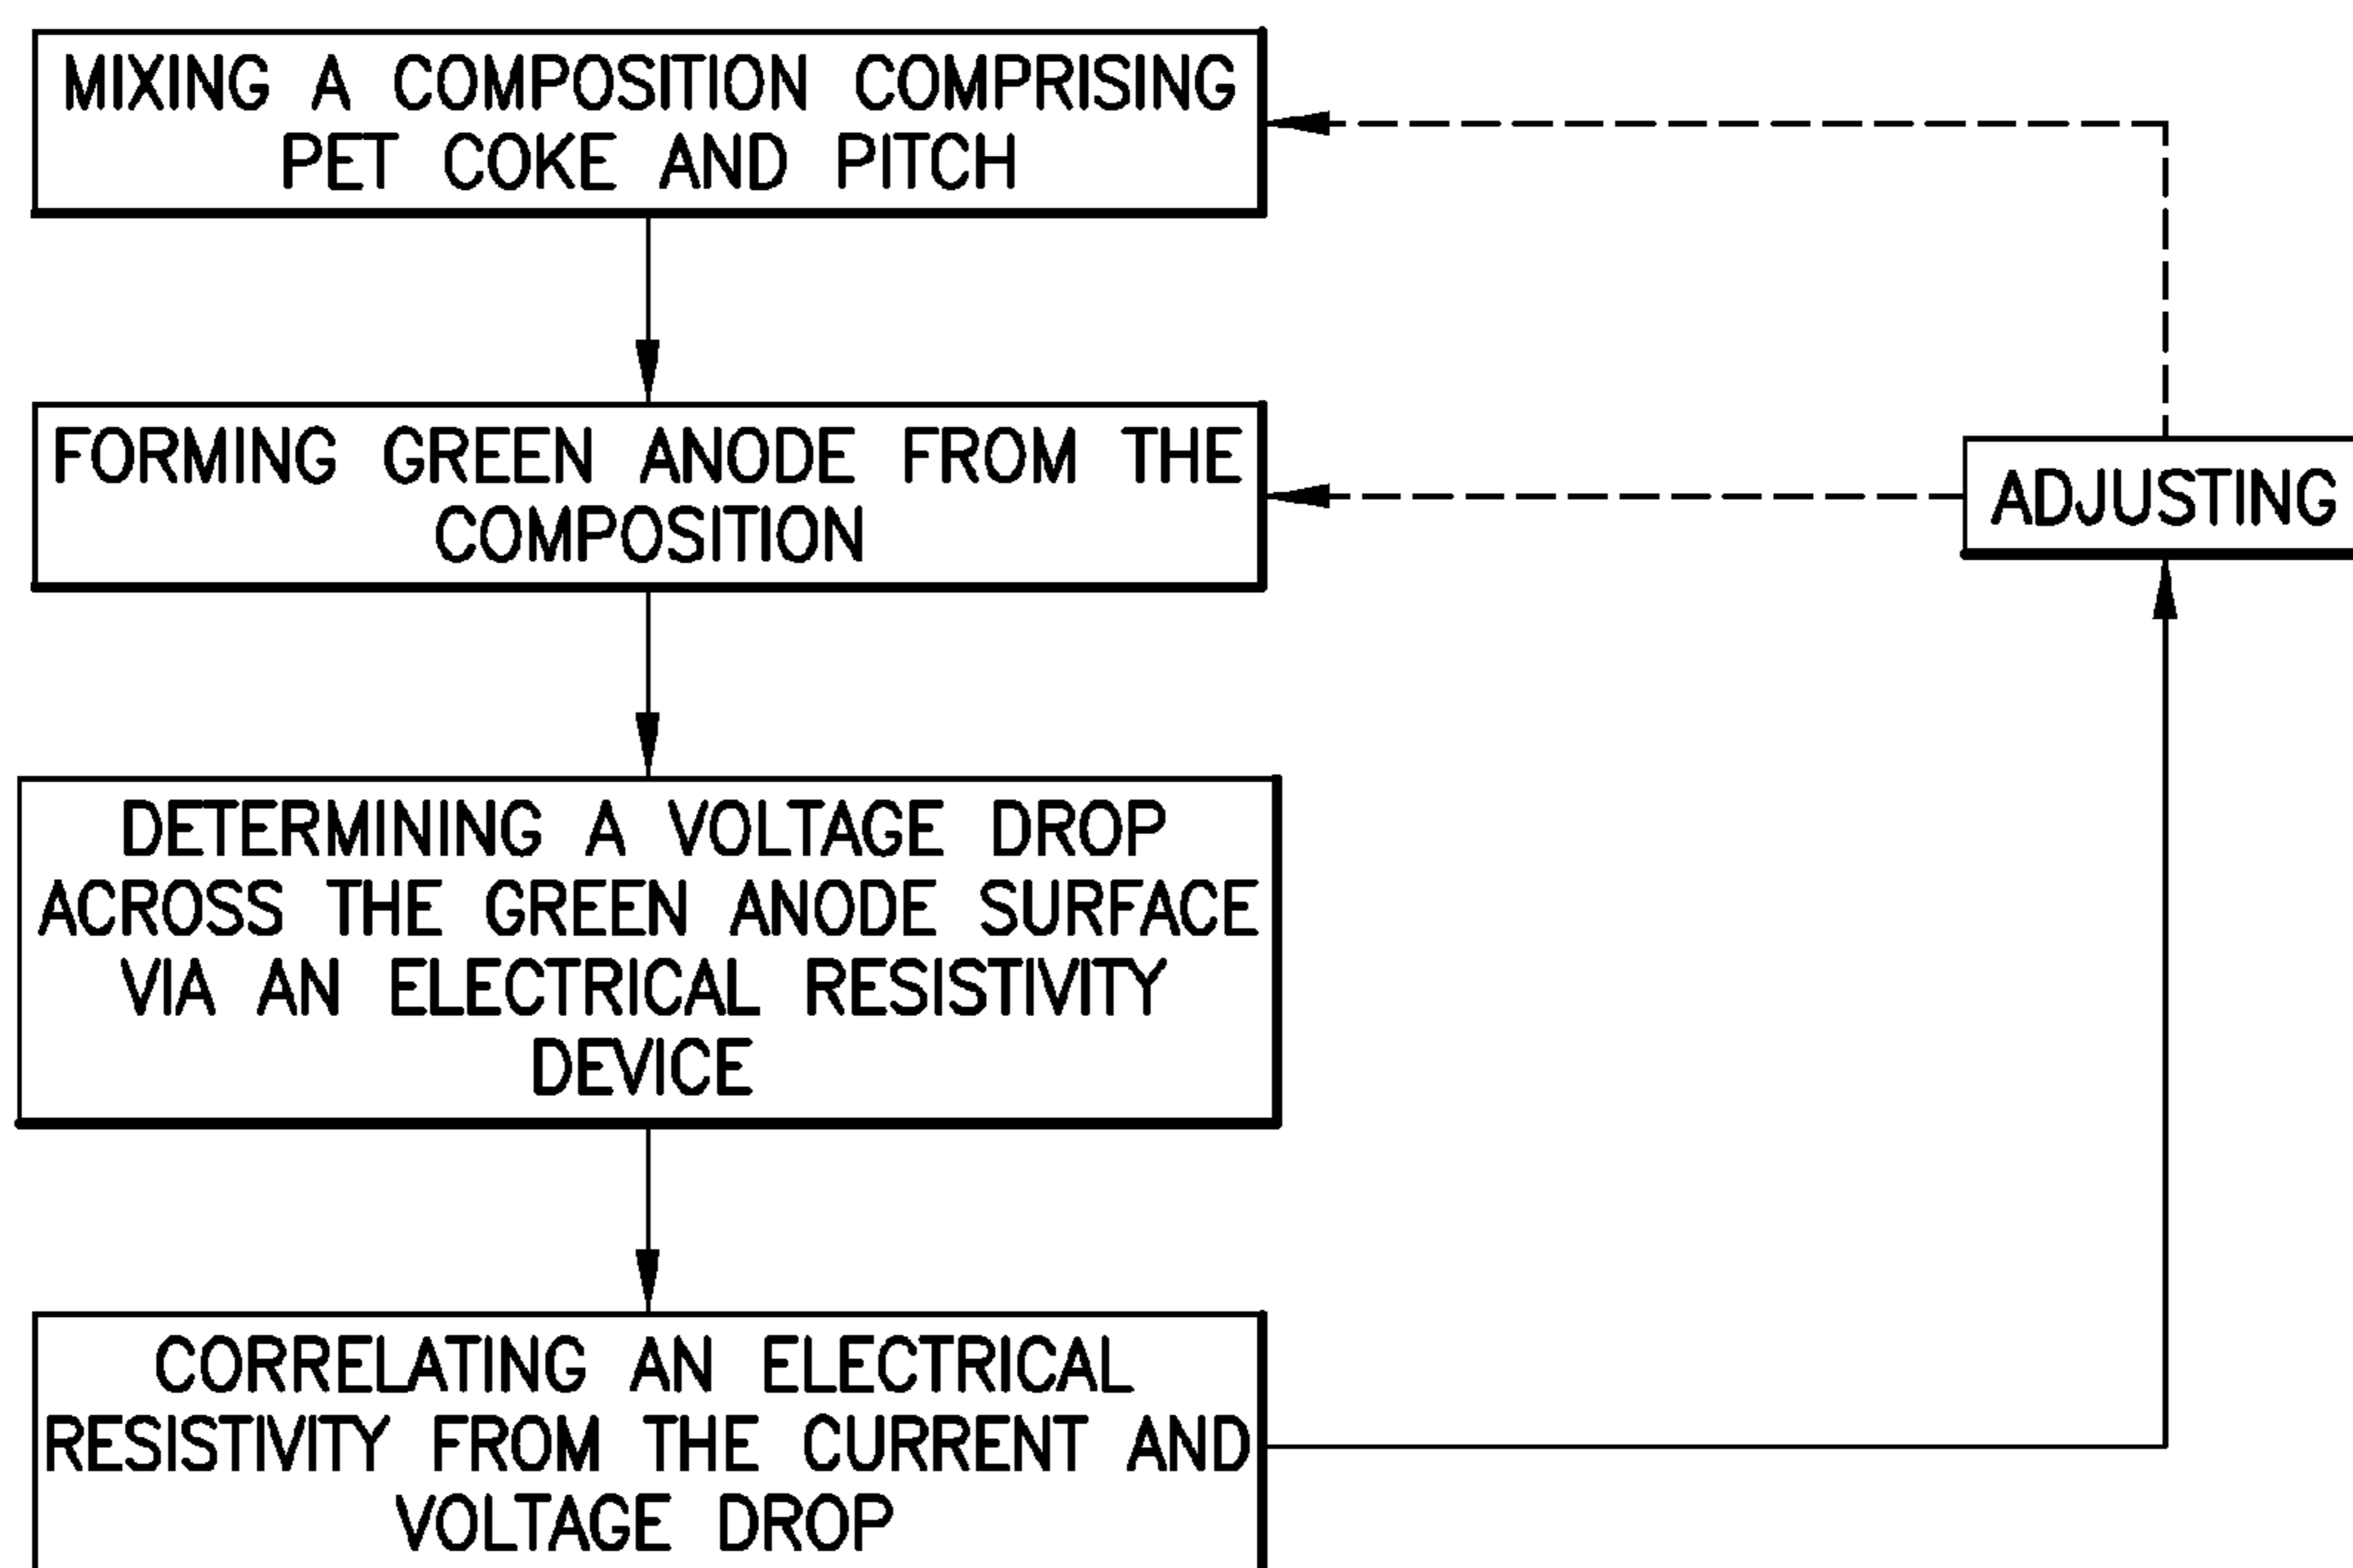 MIXING A COMPOSITION COMPRISING
PET COKE AND PITCH
FORMING GREEN ANODE FROM THE
COMPOSITION
ADJUSTING
DETERMINING A VOLTAGE DROP
ACROSS THE GREEN ANODE SURFACE
VIA AN ELECTRICAL RESISTIVITY
DEVICE
CORRELATING AN ELECTRICAL
RESISTIVITY FROM THE CURRENT AND
VOLTAGE DROP